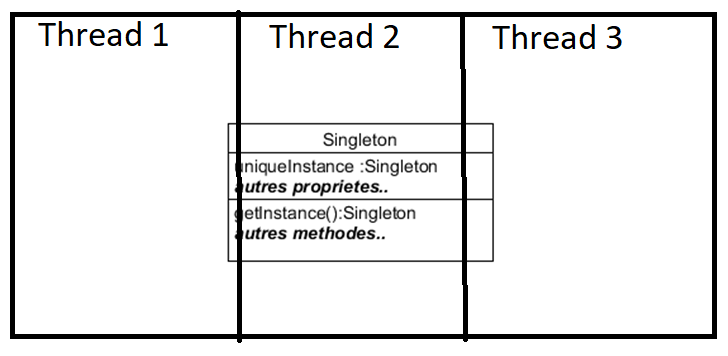 Thread 1
Thread 2
Thread 3
Singleton
uniqueInstance :Singleton
autres proprietes..
getInstance():Singleton
autres methodes..